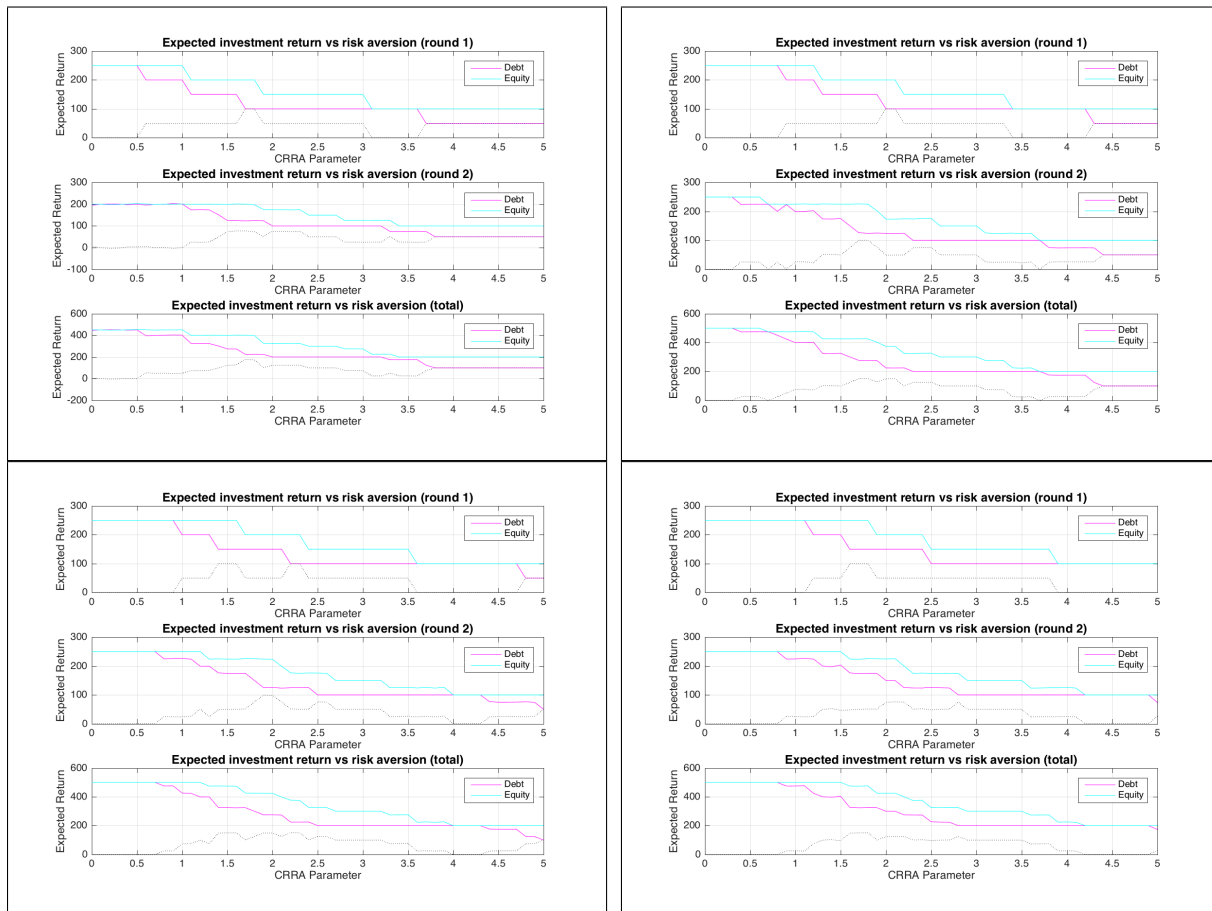 Expected investment return vs risk aversion (round 1)
Expected Return
300
200
100
0
0 0.5 1 1.5 2 2.5 3 3.5 4 4.5 5
CRRA Parameter
Debt
Equity
Expected investment return vs risk aversion (round 2)
Expected Return
300
200
100
0
-100
0 0.5 1 1.5 2 2.5 3 3.5 4 4.5 5
CRRA Parameter
Debt
Equity
Expected investment return vs risk aversion (total)
Expected Return
600
400
200
0
-200
0 0.5 1 1.5 2 2.5 3 3.5 4 4.5 5
CRRA Parameter
Debt
Equity
Expected investment return vs risk aversion (round 1)
Expected Return
300
200
100
0
0 0.5 1 1.5 2 2.5 3 3.5 4 4.5 5
CRRA Parameter
Debt
Equity
Expected investment return vs risk aversion (round 2)
Expected Return
300
200
100
0
0 0.5 1 1.5 2 2.5 3 3.5 4 4.5 5
CRRA Parameter
Debt
Equity
Expected investment return vs risk aversion (total)
Expected Return
600
400
200
0
0 0.5 1 1.5 2 2.5 3 3.5 4 4.5 5
CRRA Parameter
Debt
Equity
Expected investment return vs risk aversion (round 1)
Expected Return
300
200
100
0
0 0.5 1 1.5 2 2.5 3 3.5 4 4.5 5
CRRA Parameter
Debt
Equity
Expected investment return vs risk aversion (round 2)
Expected Return
300
200
100
0
0 0.5 1 1.5 2 2.5 3 3.5 4 4.5 5
CRRA Parameter
Debt
Equity
Expected investment return vs risk aversion (total)
Expected Return
600
400
200
0
0 0.5 1 1.5 2 2.5 3 3.5 4 4.5 5
CRRA Parameter
Debt
Equity
Expected investment return vs risk aversion (round 1)
Expected Return
300
200
100
0
0 0.5 1 1.5 2 2.5 3 3.5 4 4.5 5
CRRA Parameter
Debt
Equity
Expected investment return vs risk aversion (round 2)
Expected Return
300
200
100
0
0 0.5 1 1.5 2 2.5 3 3.5 4 4.5 5
CRRA Parameter
Debt
Equity
Expected investment return vs risk aversion (total)
Expected Return
600
400
200
0
0 0.5 1 1.5 2 2.5 3 3.5 4 4.5 5
CRRA Parameter
Debt
Equity